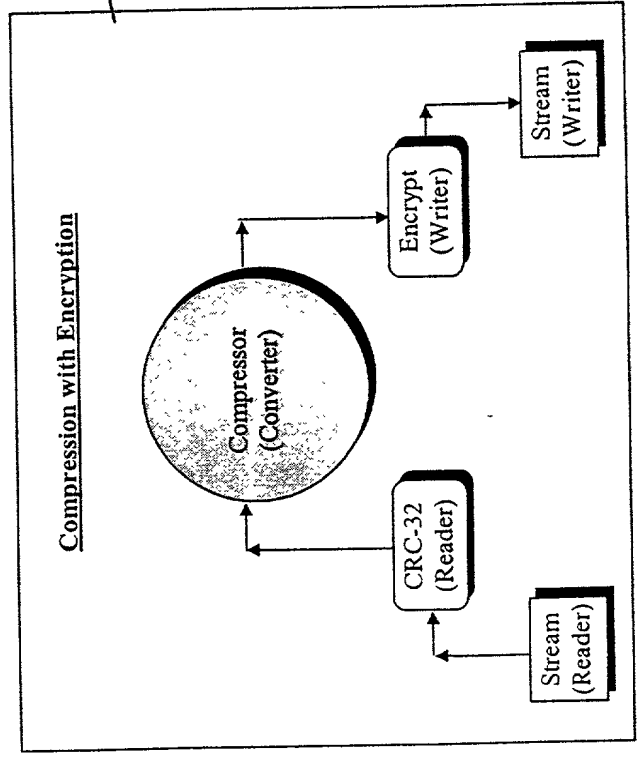 Compression with Encryption
Compressor
(Converter)
CRC-32
(Reader)
Encrypt
(Writer)
Stream
(Reader)
Stream
(Writer)